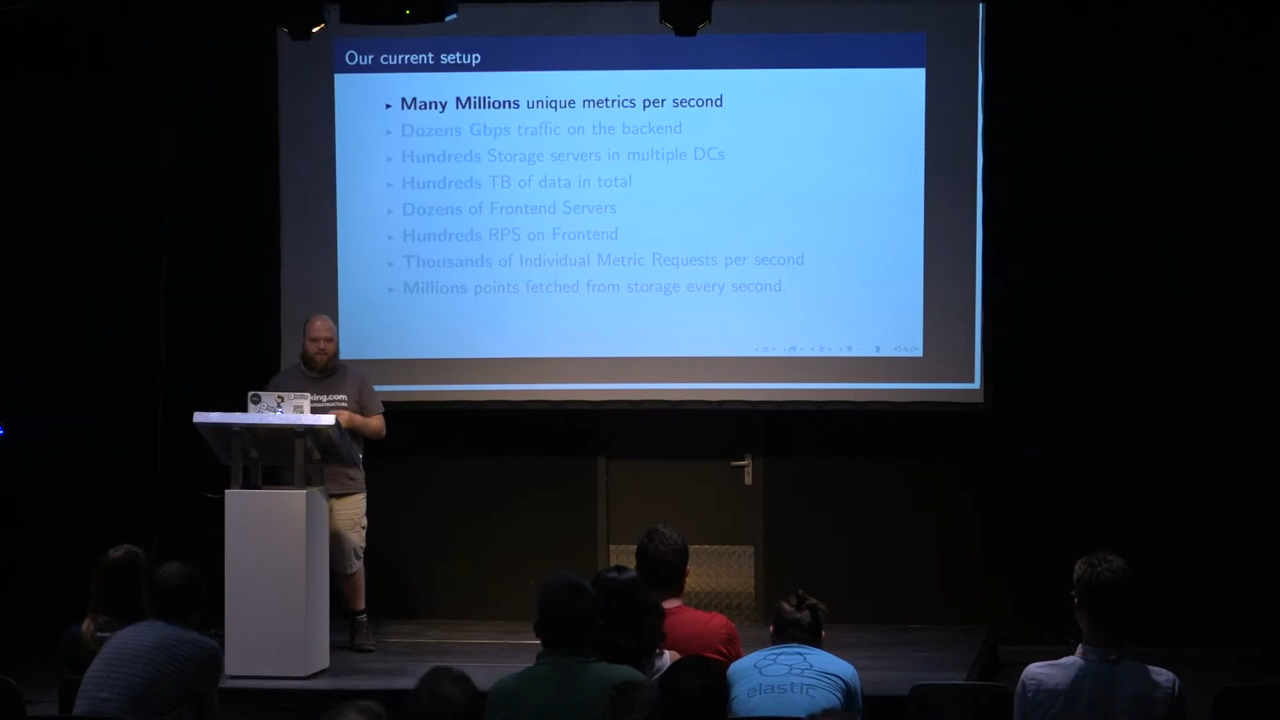 Our current setup
▸ Many Millions unique metrics per second
▸ Dozens Gbps traffic on the backend
▸ Hundreds Storage servers in multiple DCs
▸ Hundreds TB of data in total
▸ Dozens of Frontend Servers
▸ Hundreds RPS on Frontend
▸ Thousands of Individual Metric Requests per second
▸ Millions points fetched from storage every second.
king.com
elastic